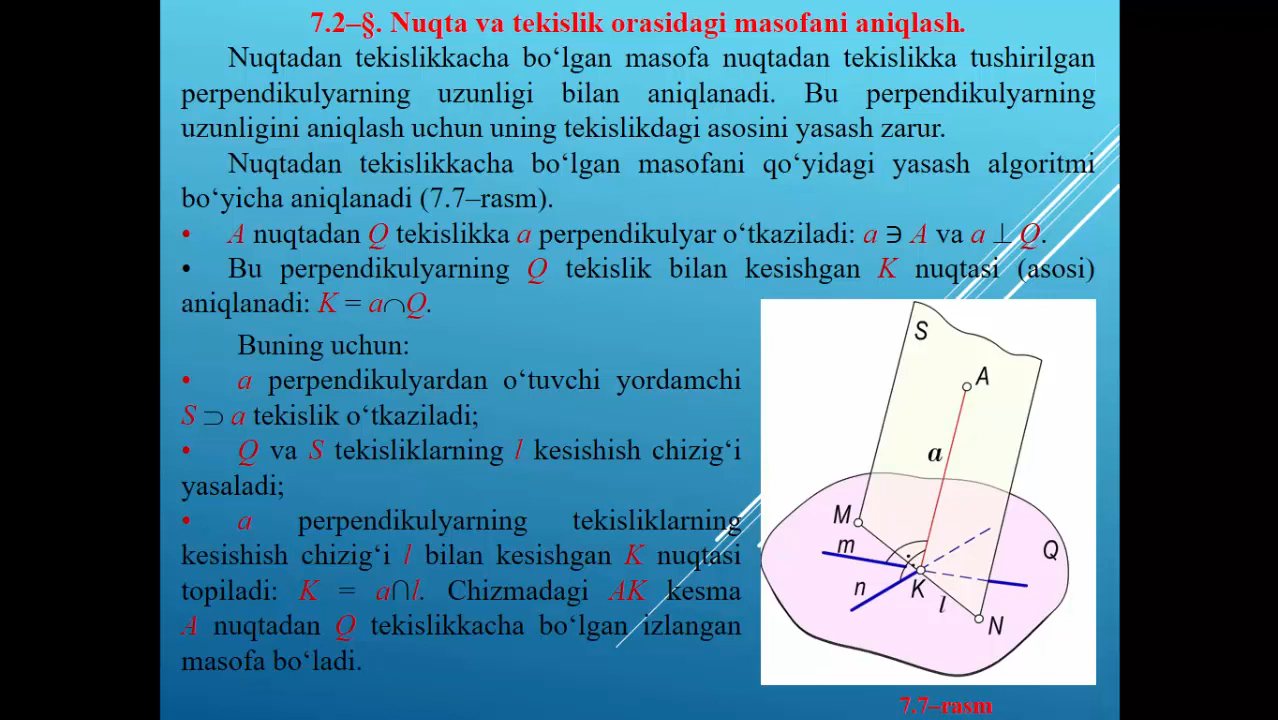 7.2–§. Nuqta va tekislik orasidagi masofani aniqlash.
Nuqtadan tekislikkacha bo‘lgan masofa nuqtadan tekislikka tushirilgan
perpendikulyarning uzunligi bilan aniqlanadi. Bu perpendikulyarning
uzunligini aniqlash uchun uning tekislikdagi asosini yasash zarur.
Nuqtadan tekislikkacha bo‘lgan masofani qo‘yidagi yasash algoritmi
bo‘yicha aniqlanadi (7.7–rasm).
• A nuqtadan Q tekislikka a perpendikulyar o‘tkaziladi: a ∋ A va a ⊥ Q.
• Bu perpendikulyarning Q tekislik bilan kesishgan K nuqtasi (asosi)
aniqlanadi: K = a∩Q.
Buning uchun:
• a perpendikulyardan o‘tuvchi yordamchi
S ⊃ a tekislik o‘tkaziladi;
• Q va S tekisliklarning l kesishish chizig‘i
yasaladi;
• a perpendikulyarning tekisliklarning
kesishish chizig‘i l bilan kesishgan K nuqtasi
topiladi: K = a∩l. Chizmadagi AK kesma
A nuqtadan Q tekislikkacha bo‘lgan izlangan
masofa bo‘ladi.
S
A
a
M
m
Q
n
K
l
N
7.7–rasm